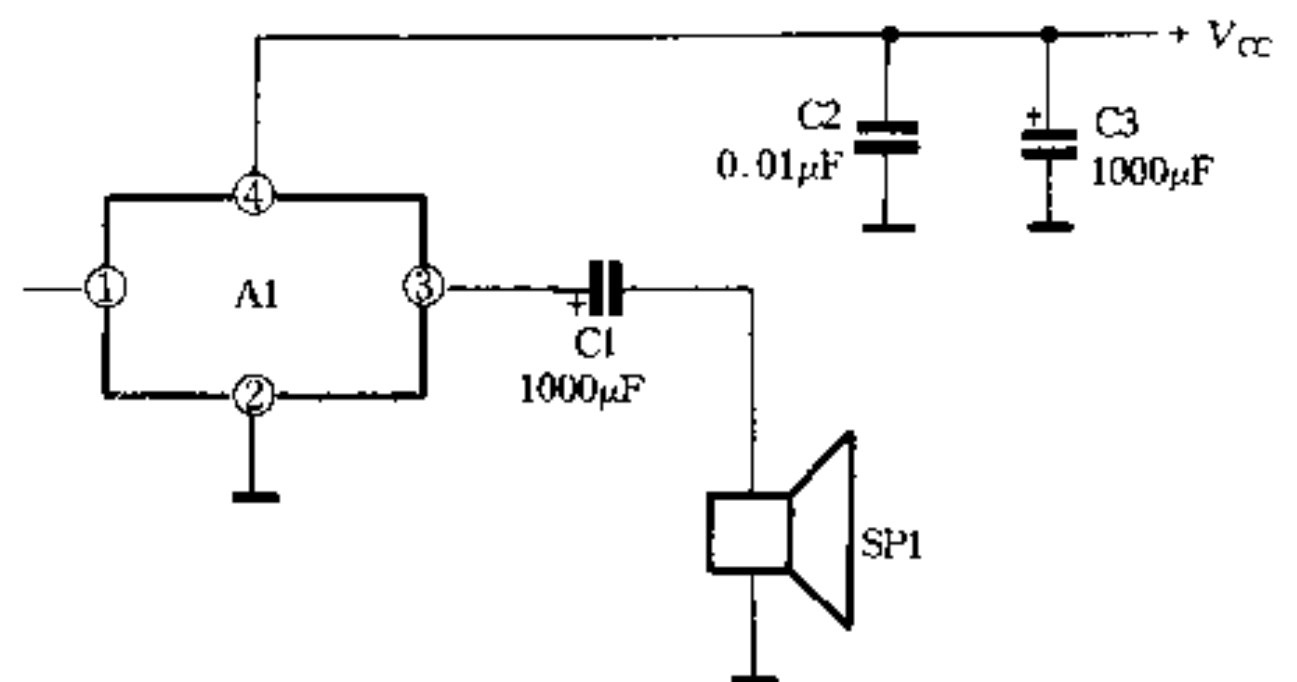 + V_CC
C2
0.01μF
+ C3
1000μF
④
① A1 ③
+
C1
1000μF
②
SP1